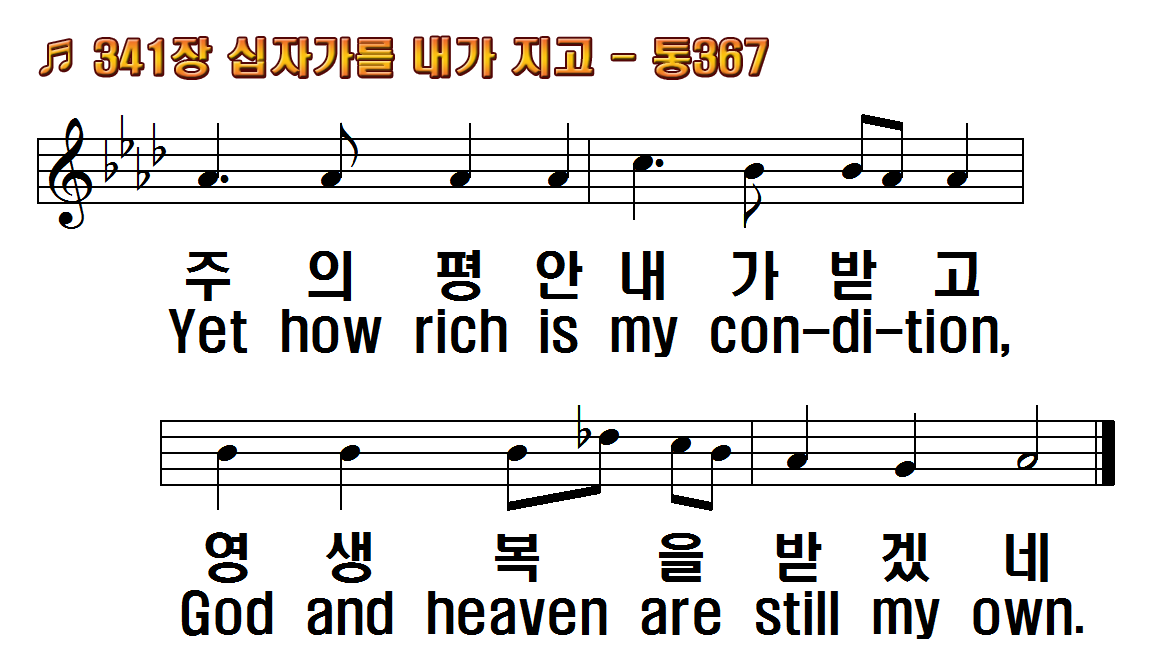 ♬ 341장 십자가를 내가 지고 - 통367
주 의 평 안 내 가 받 고
Yet how rich is my con-di-tion,
영 생 복 을 받 겠 네
God and heaven are still my own.